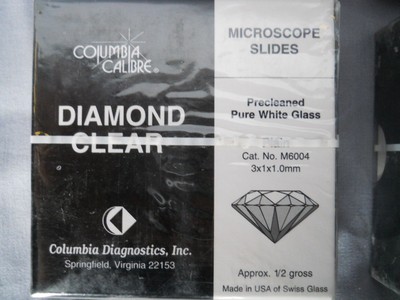 COLUMBIA
CALIBRE®
DIAMOND
CLEAR
Columbia Diagnostics, Inc.
Springfield, Virginia 22153
MICROSCOPE
SLIDES
Precleaned
Pure White Glass
Cat. No. M6004
3x1x1.0mm
Approx. 1/2 gross
Made in USA of Swiss Glass